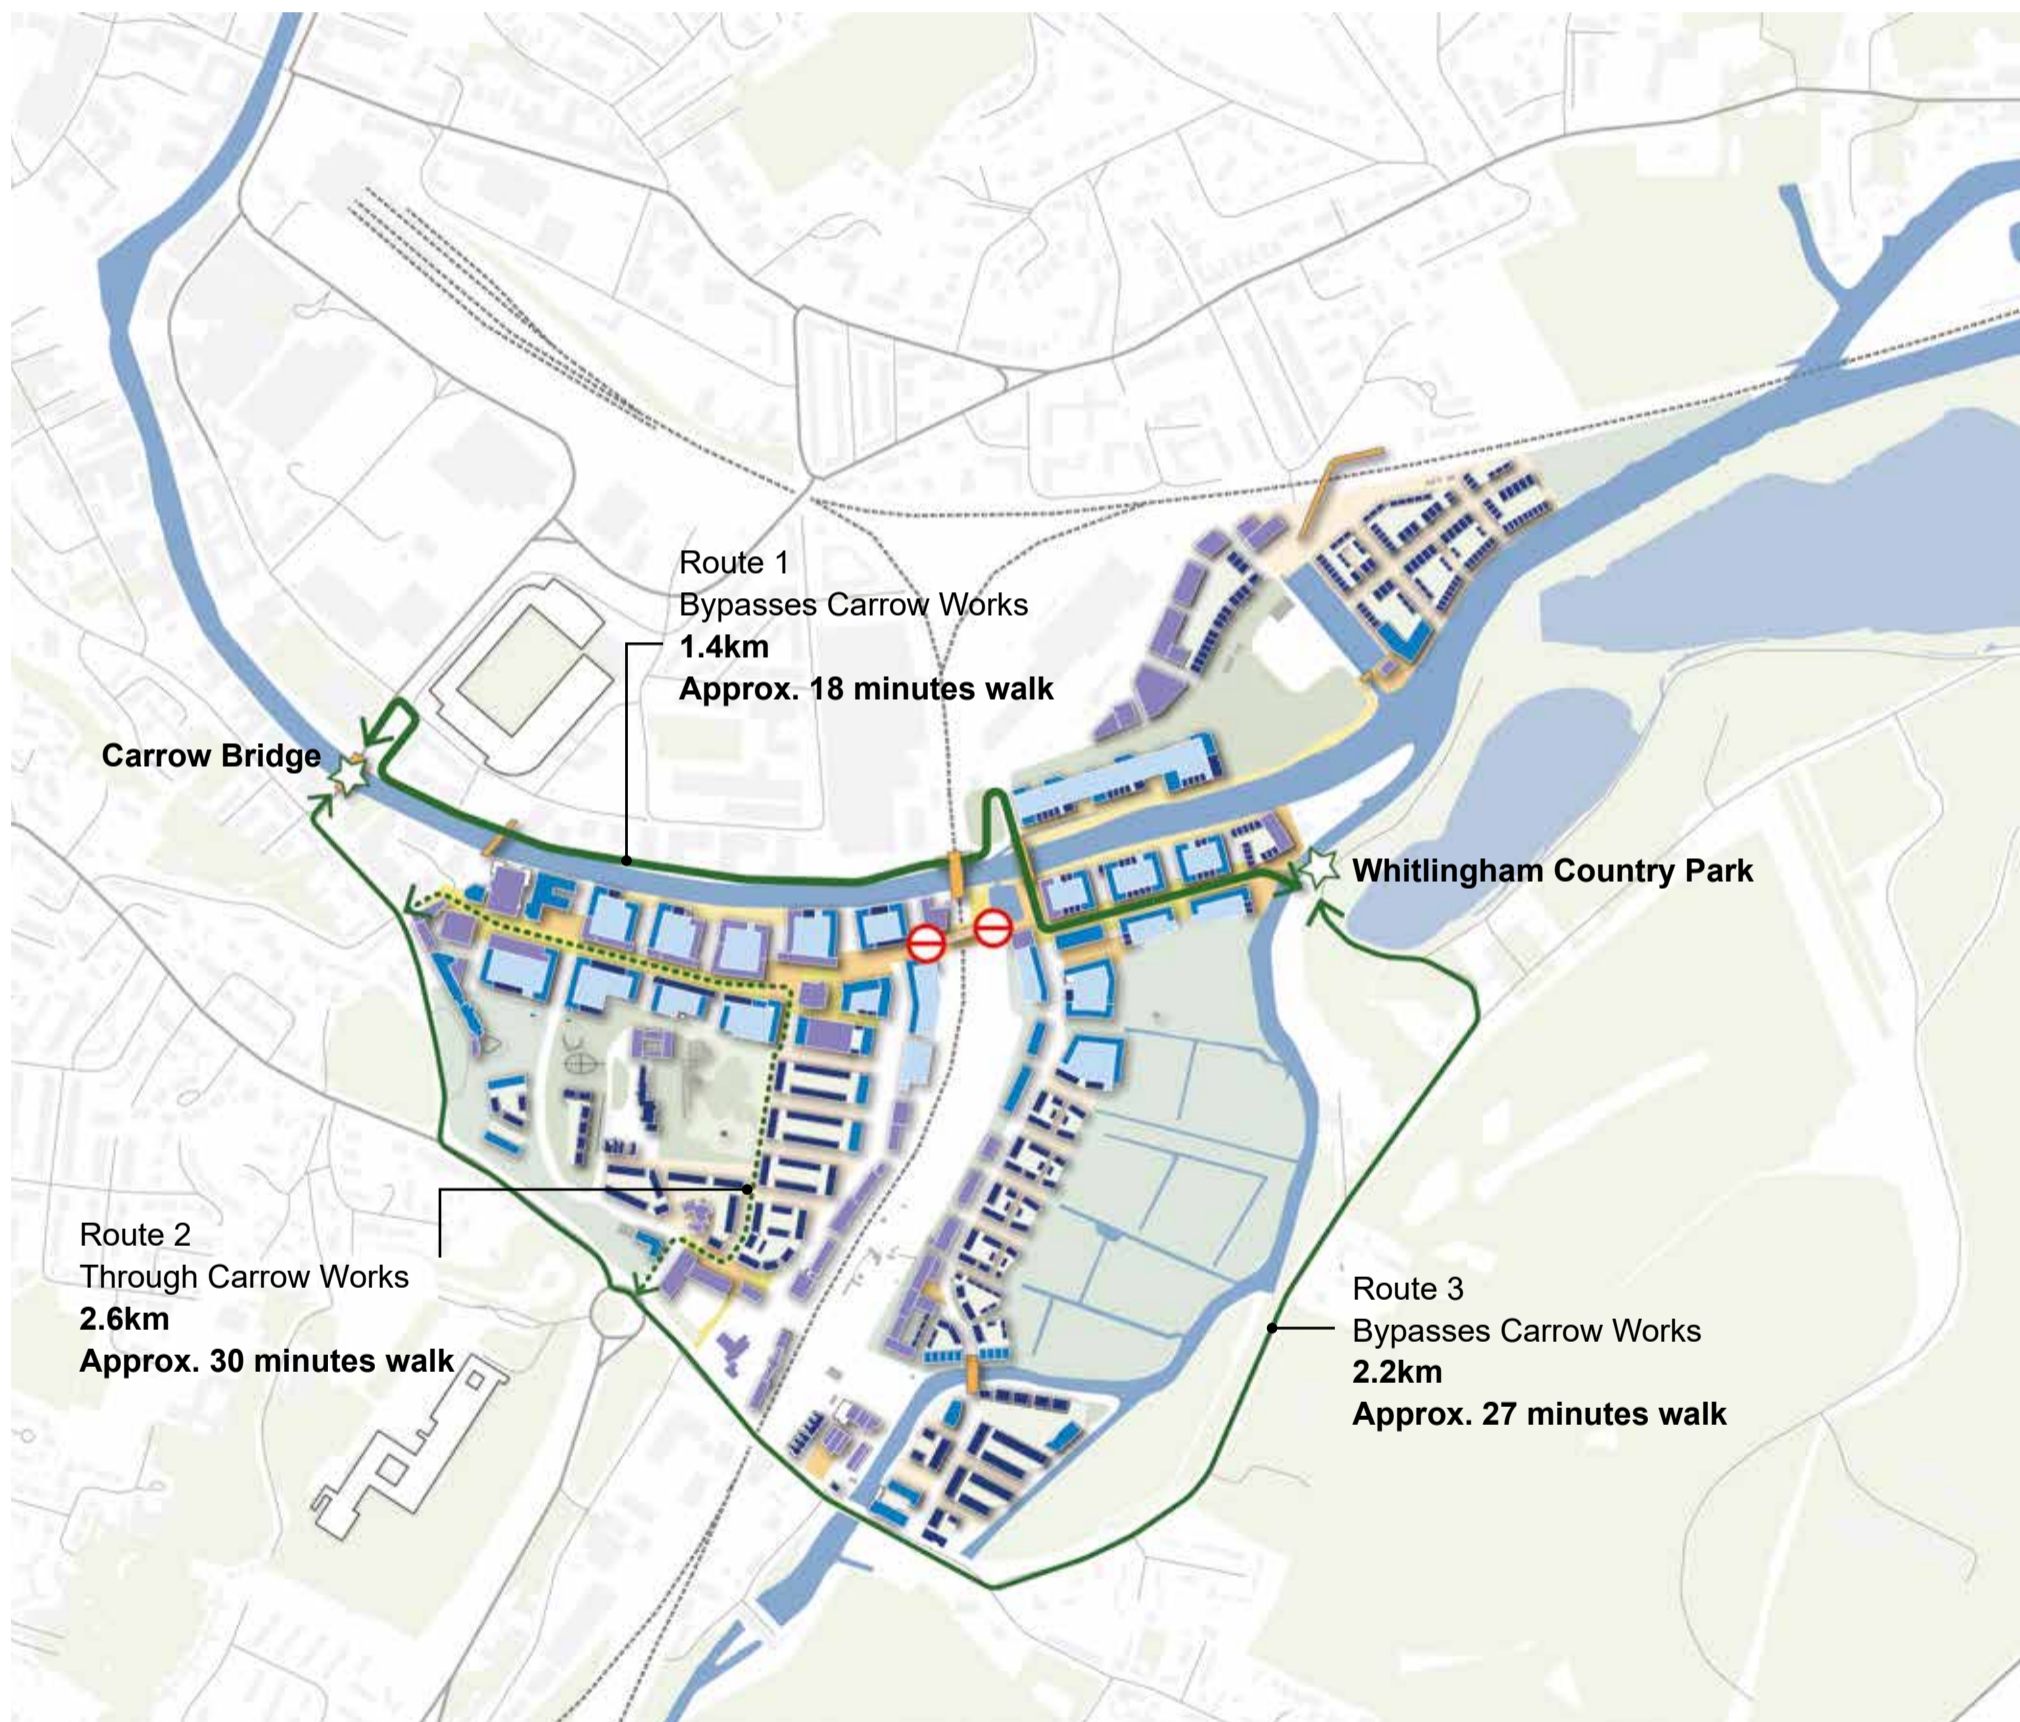 Route 1
Bypasses Carrow Works
1.4km
Approx. 18 minutes walk
Carrow Bridge
Whitlingham Country Park
Route 2
Through Carrow Works
2.6km
Approx. 30 minutes walk
Route 3
Bypasses Carrow Works
2.2km
Approx. 27 minutes walk